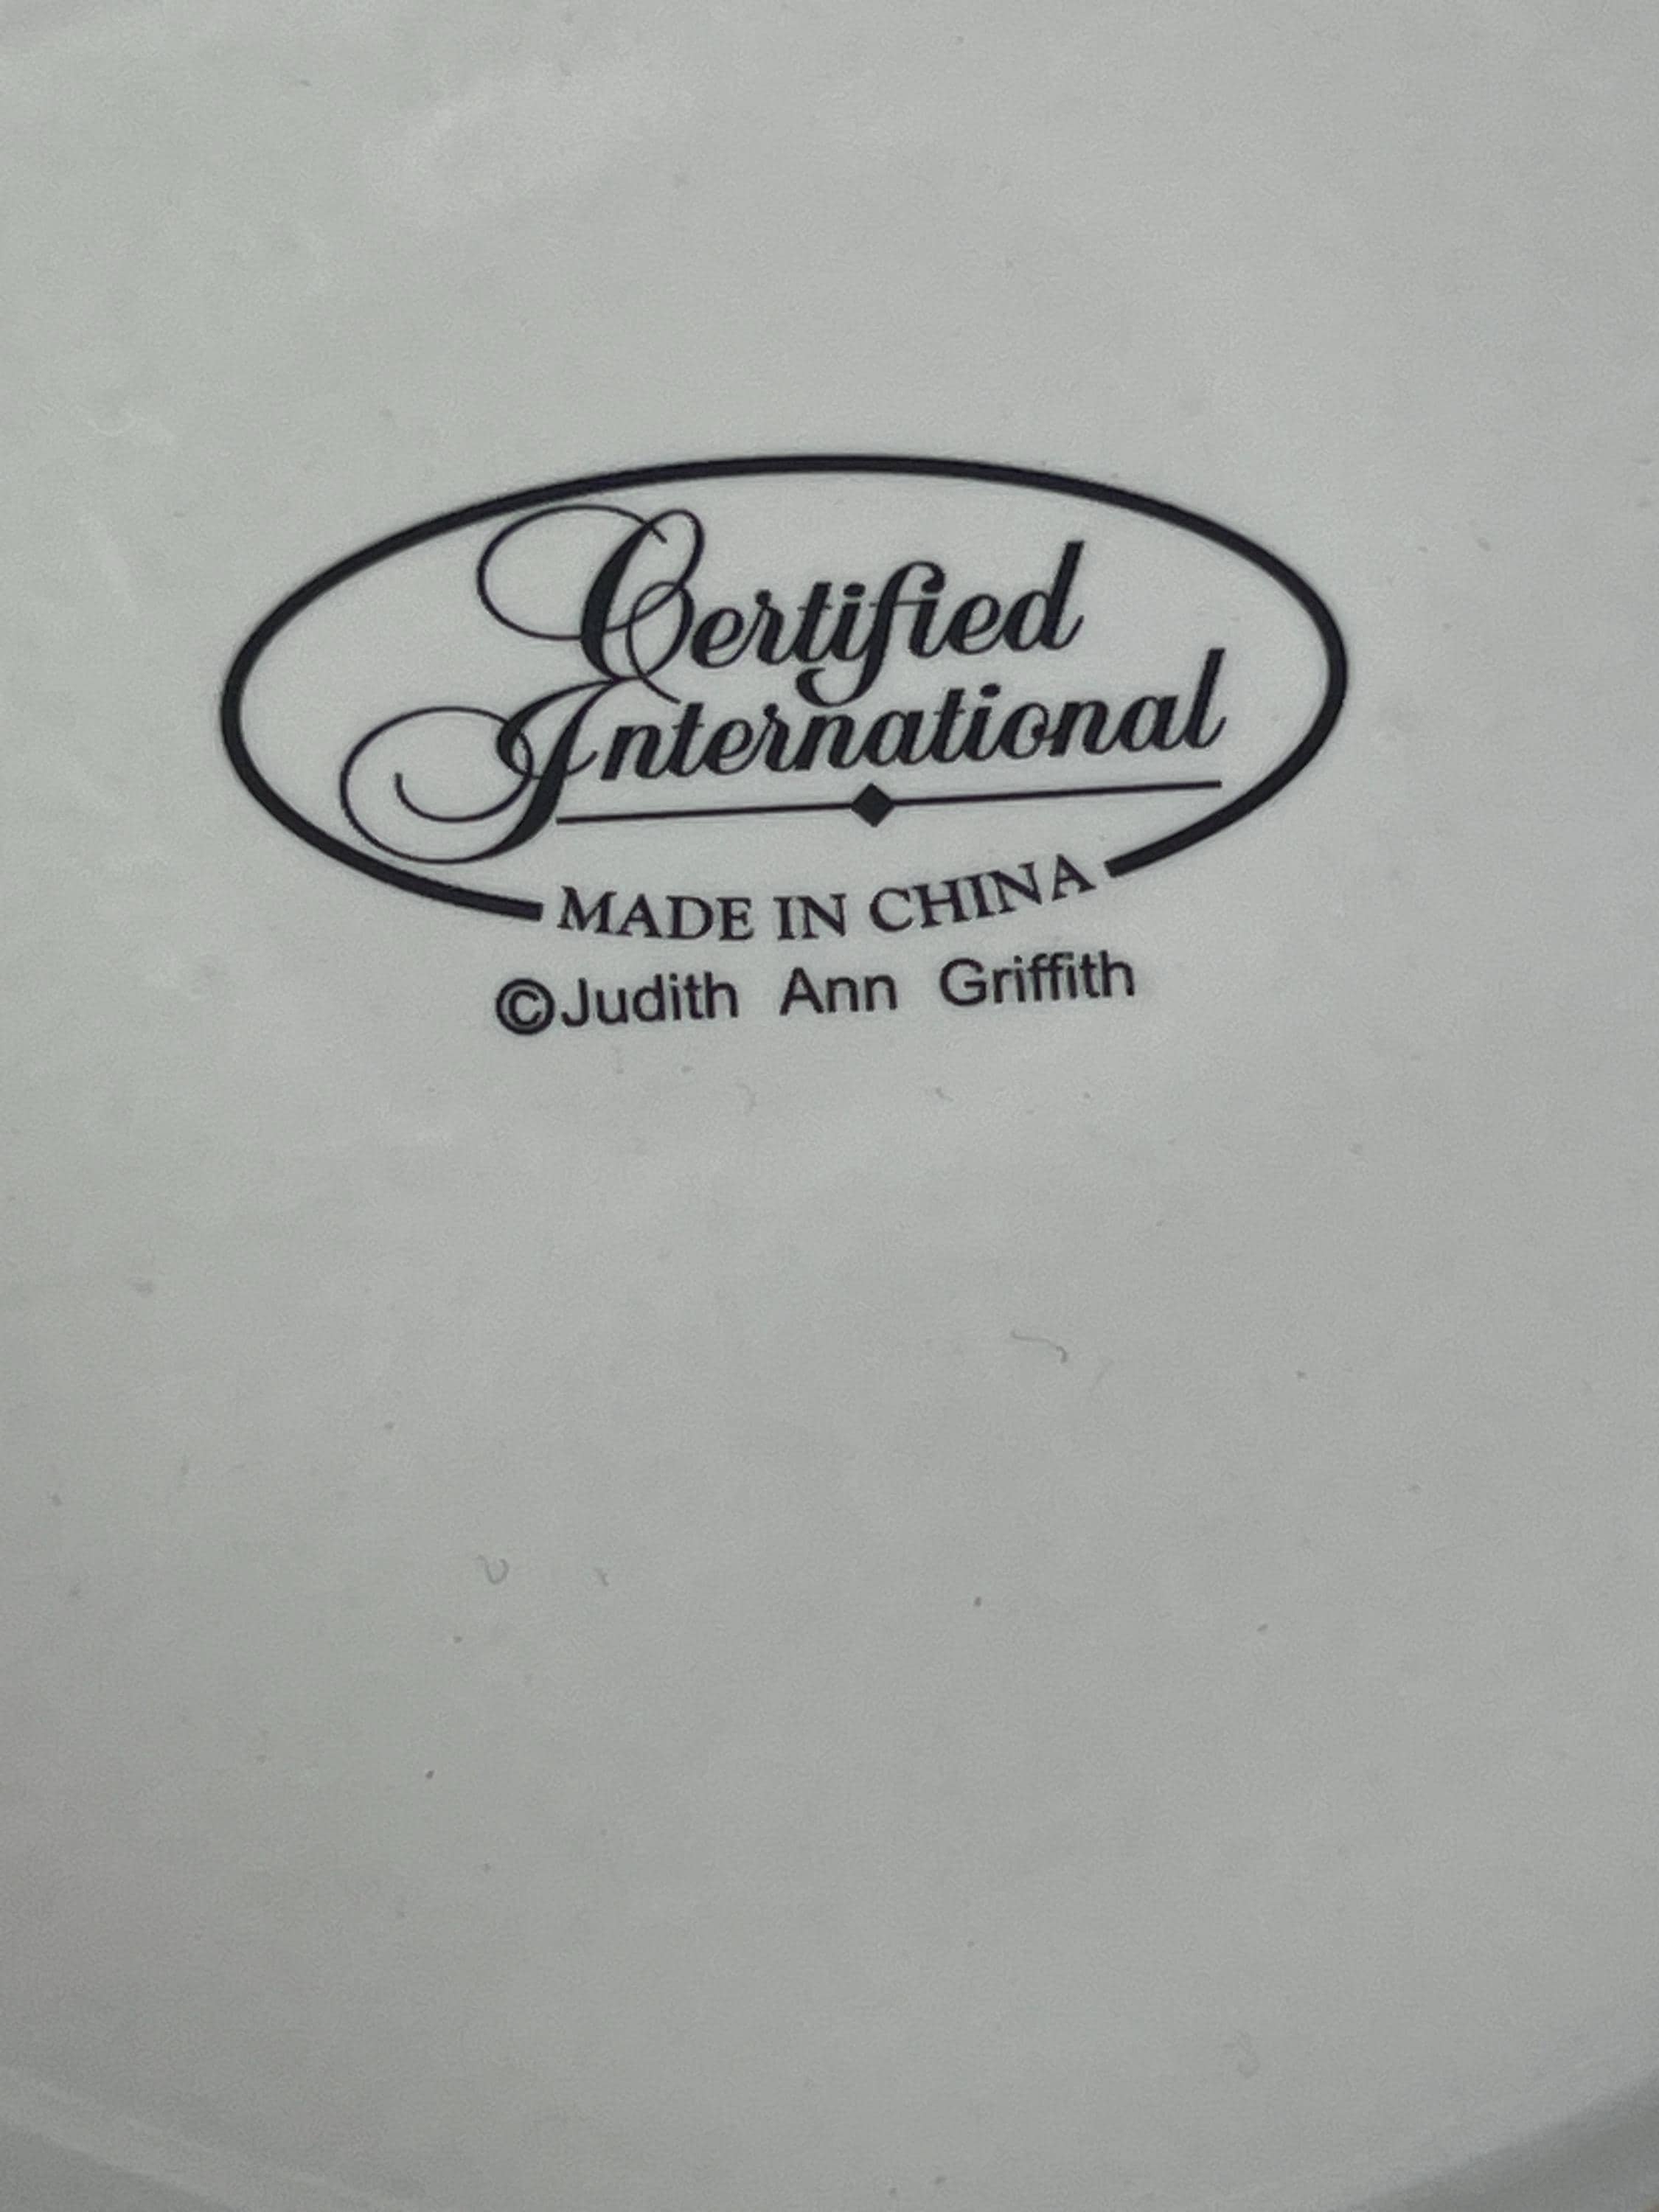 Certified
International
MADE IN CHINA
©Judith Ann Griffith